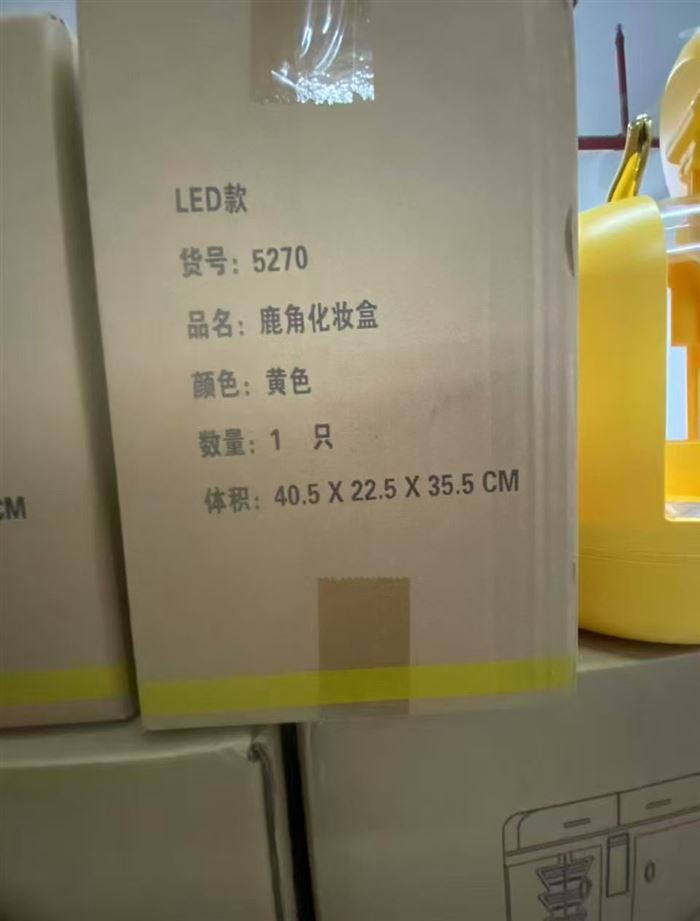 LED款
货号：5270
品名：鹿角化妆盒
颜色：黄色
数量：1 只
体积：40.5 X 22.5 X 35.5 CM
CM